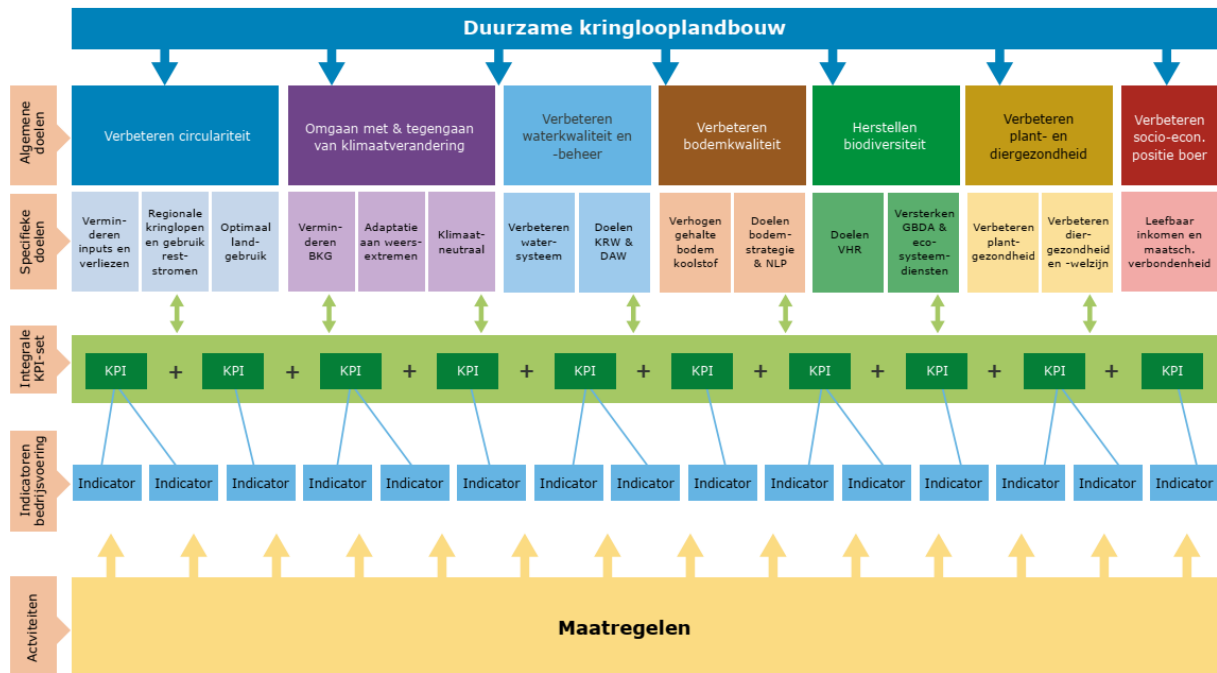 Duurzame kringlooplandbouw
Algemene
doelen
Verbeteren circulariteit
Omgaan met & tegengaan
van klimaatverandering
Verbeteren
waterkwaliteit en
-beheer
Verbeteren
bodemkwaliteit
Herstellen
biodiversiteit
Verbeteren
plant- en
diergezondheid
Verbeteren
socio-econ.
positie boer
Specifieke
doelen
Vermin-
deren
inputs en
verliezen
Regionale
kringlopen
en gebruik
rest-
stromen
Optimaal
land-
gebruik
Vermin-
deren
BKG
Adaptatie
aan weers-
extremen
Klimaat-
neutraal
Verbeteren
water-
systeem
Doelen
KRW &
DAW
Verhogen
gehalte
bodem
koolstof
Doelen
bodem-
strategie
& NLP
Doelen
VHR
Versterken
GBDA &
eco-
systeem-
diensten
Verbeteren
plant-
gezondheid
Verbeteren
dier-
gezondheid
en -welzijn
Leefbaar
inkomen en
maatsch.
verbondenheid
Integrale
KPI-set
KPI + KPI + KPI + KPI + KPI + KPI + KPI + KPI + KPI + KPI
Indicatoren
bedrijsvoering
Indicator Indicator Indicator Indicator Indicator Indicator Indicator Indicator Indicator Indicator Indicator Indicator Indicator Indicator Indicator
Actviteiten
Maatregelen